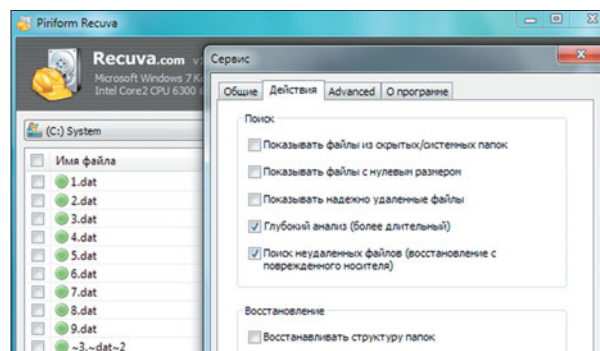 Piriform Recuva
Recuva.com
Microsoft Windows 7
Intel Core2 CPU 6300
(C:) System
Имя файла
1.dat
2.dat
3.dat
4.dat
5.dat
6.dat
7.dat
8.dat
9.dat
~3.~dat~2
Сервис
Общие Действия Advanced О программе
Поиск
Показывать файлы из скрытых/системных папок
Показывать файлы с нулевым размером
Показывать надежно удаленные файлы
Глубокий анализ (более длительный)
Поиск неудаленных файлов (восстановление с
поврежденного носителя)
Восстановление
Восстанавливать структуру папок